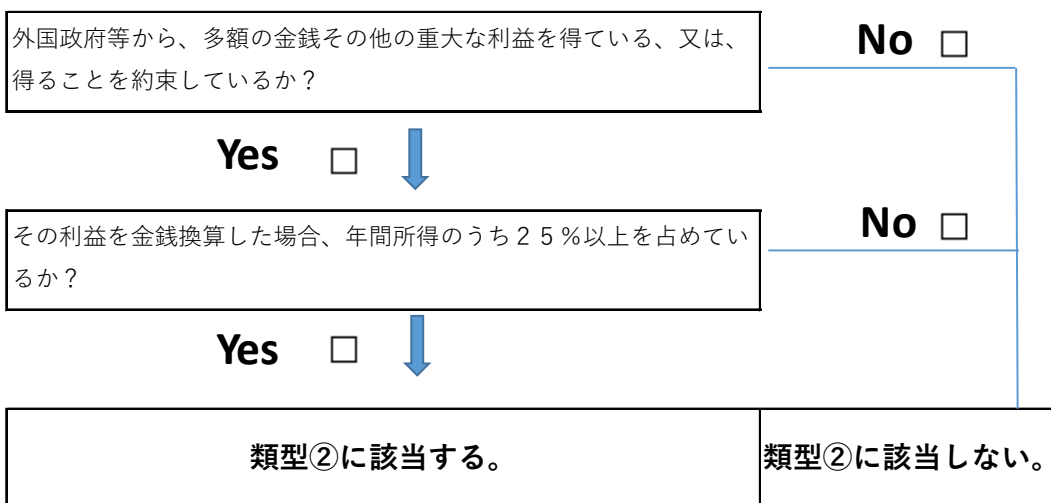 外国政府等から、多額の金銭その他の重大な利益を得ている、又は、
得ることを約束しているか？
No □
Yes □
その利益を金銭換算した場合、年間所得のうち２５％以上を占めてい
るか？
No □
Yes □
類型②に該当する。
類型②に該当しない。